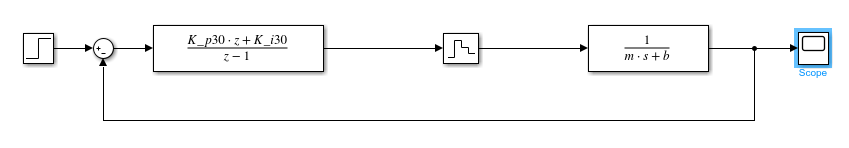 K_p30 · z + K_i30
z − 1
1
m · s + b
Scope